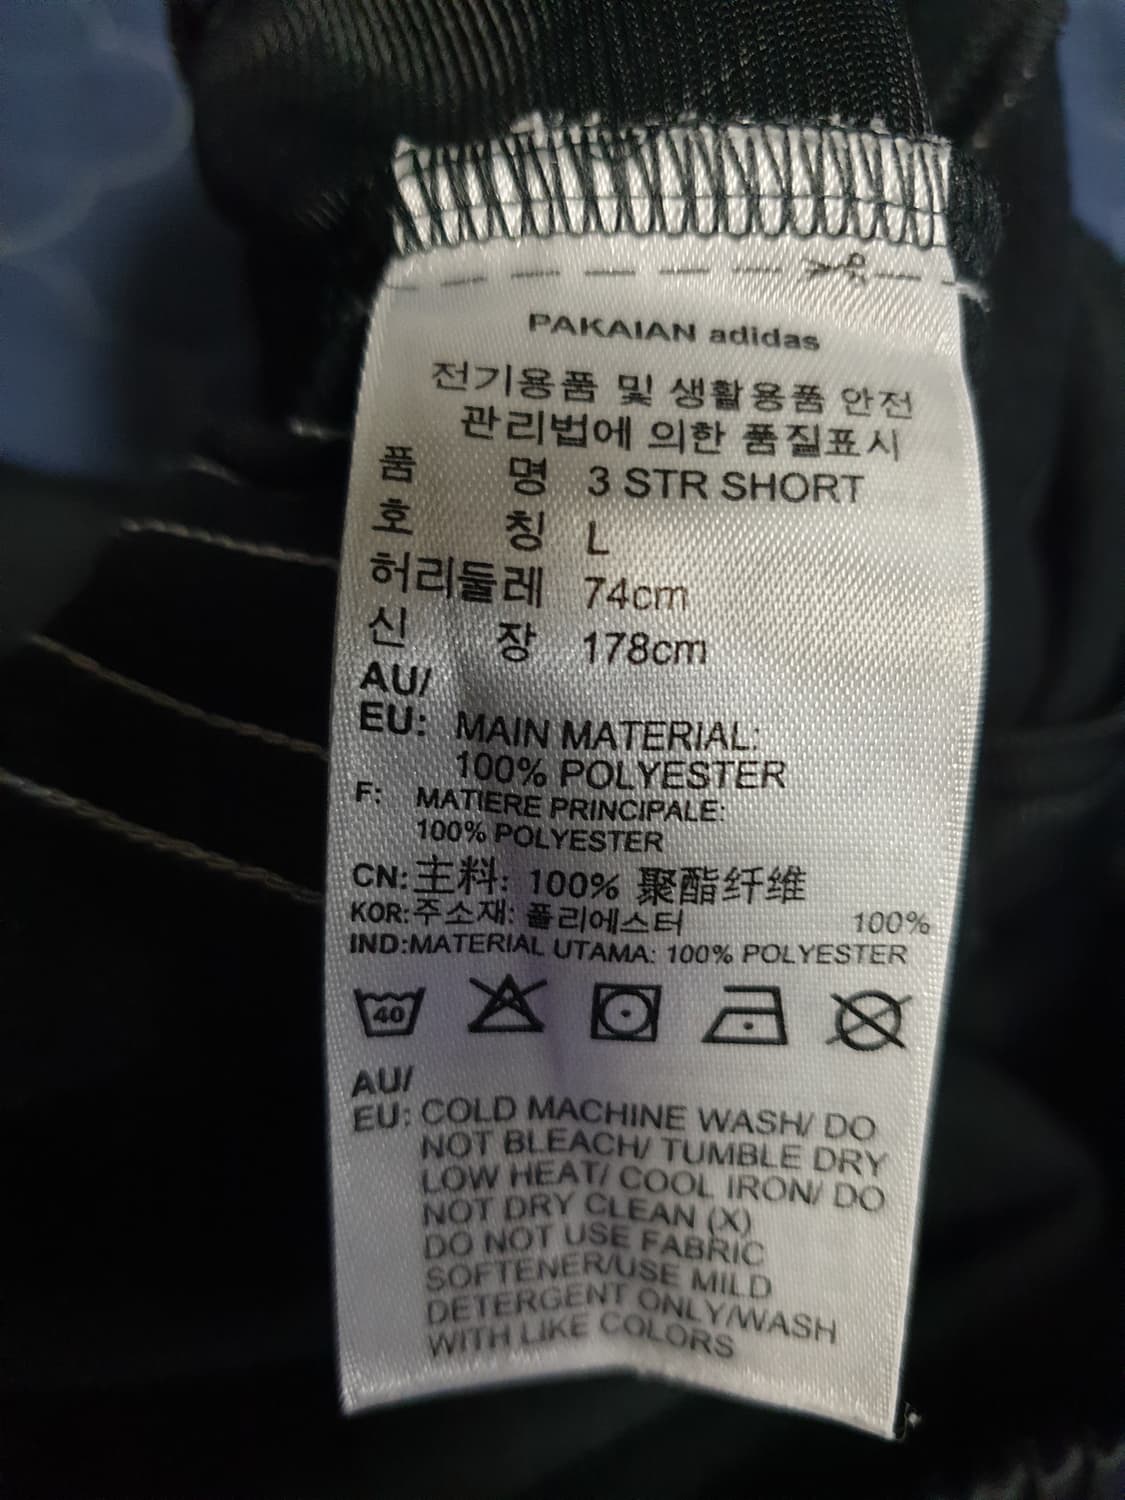 PAKAIAN adidas
전기용품 및 생활용품 안전
관리법에 의한 품질표시
품 명 3 STR SHORT
호 칭 L
허리둘레 74cm
신 장 178cm
AU/
EU: MAIN MATERIAL:
100% POLYESTER
F: MATIERE PRINCIPALE:
100% POLYESTER
CN:主料: 100% 聚酯纤维
KOR:주소재: 폴리에스터 100%
IND:MATERIAL UTAMA: 100% POLYESTER
40
AU/
EU: COLD MACHINE WASH/ DO
NOT BLEACH/ TUMBLE DRY
LOW HEAT/ COOL IRON/ DO
NOT DRY CLEAN (X)
DO NOT USE FABRIC
SOFTENER/USE MILD
DETERGENT ONLY/WASH
WITH LIKE COLORS